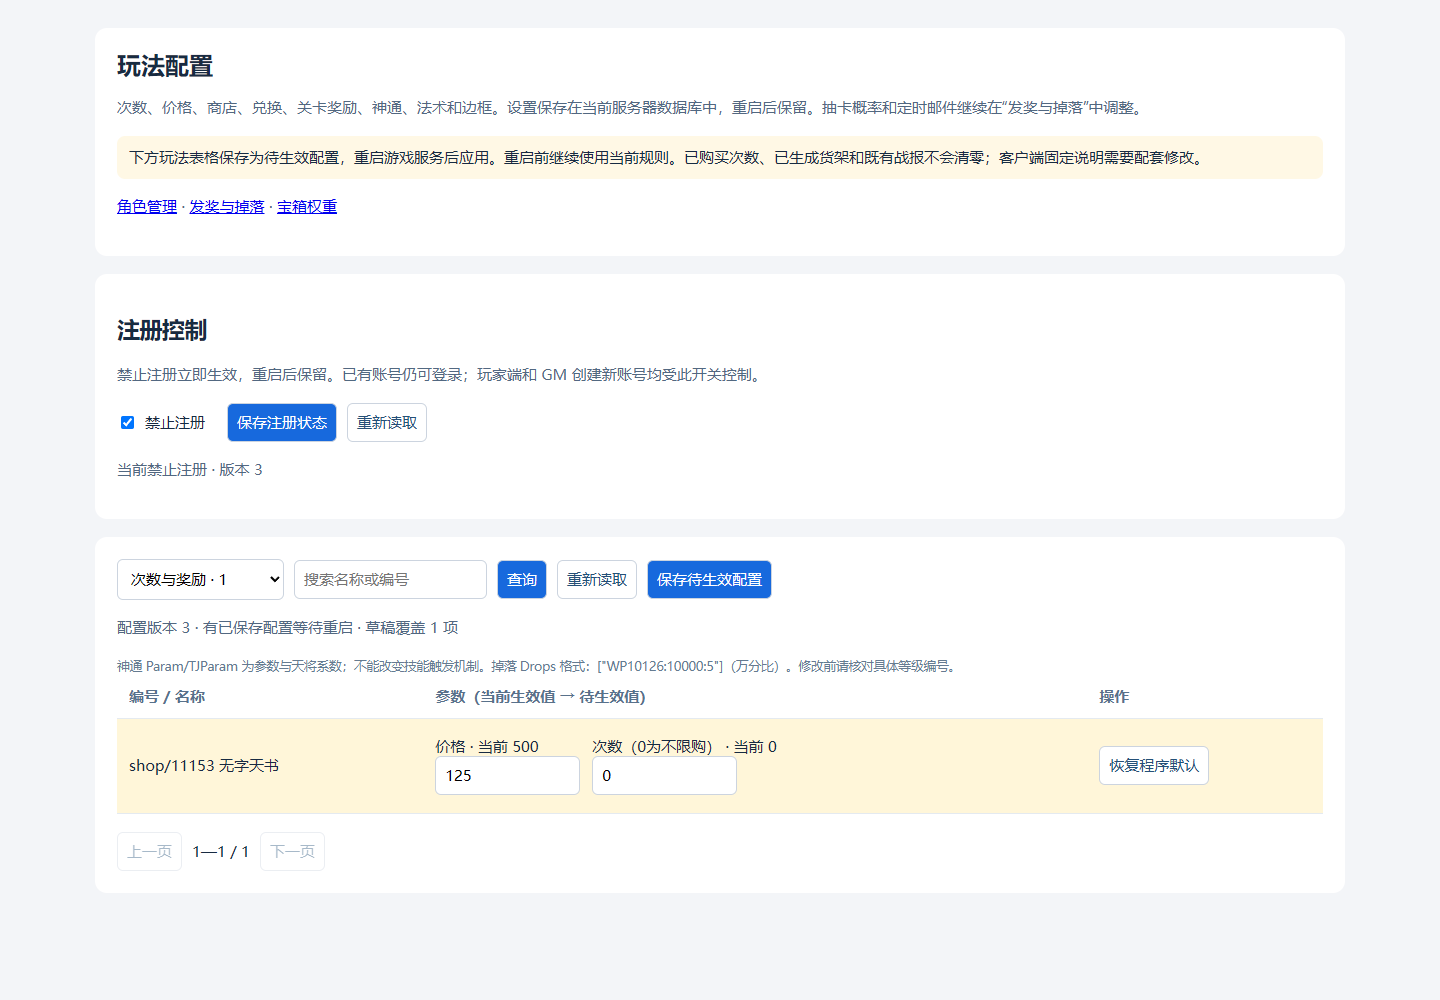 玩法配置
次数、价格、商店、兑换、关卡奖励、神通、法术和边框。设置保存在当前服务器数据库中，重启后保留。抽卡概率和定时邮件继续在“发奖与掉落”中调整。
下方玩法表格保存为待生效配置，重启游戏服务后应用。重启前继续使用当前规则。已购买次数、已生成货架和既有战报不会清零；客户端固定说明需要配套修改。
角色管理 · 发奖与掉落 · 宝箱权重
注册控制
禁止注册立即生效，重启后保留。已有账号仍可登录；玩家端和 GM 创建新账号均受此开关控制。
禁止注册 保存注册状态 重新读取
当前禁止注册 · 版本 3
次数与奖励 · 1 搜索名称或编号 查询 重新读取 保存待生效配置
配置版本 3 · 有已保存配置等待重启 · 草稿覆盖 1 项
神通 Param/TJParam 为参数与天将系数；不能改变技能触发机制。掉落 Drops 格式：["WP10126:10000:5"]（万分比）。修改前请核对具体等级编号。
编号 / 名称 参数（当前生效值 → 待生效值） 操作
价格 · 当前 500 次数（0为不限购） · 当前 0
shop/11153 无字天书 125 0 恢复程序默认
上一页 1—1 / 1 下一页